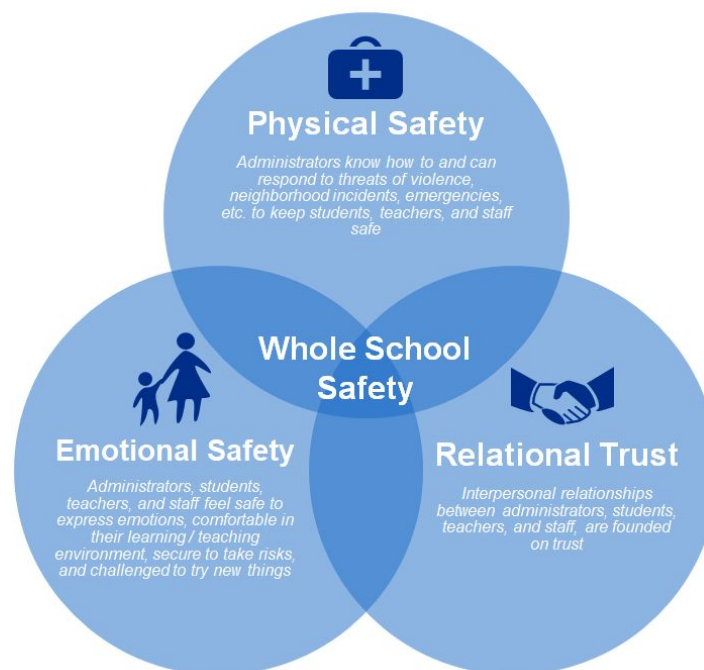 Physical Safety
Administrators know how to and can
respond to threats of violence,
neighborhood incidents, emergencies,
etc. to keep students, teachers, and staff
safe
Whole School
Safety
Emotional Safety
Administrators, students,
teachers, and staff feel safe to
express emotions, comfortable in
their learning / teaching
environment, secure to take risks,
and challenged to try new things
Relational Trust
Interpersonal relationships
between administrators, students,
teachers, and staff, are founded
on trust